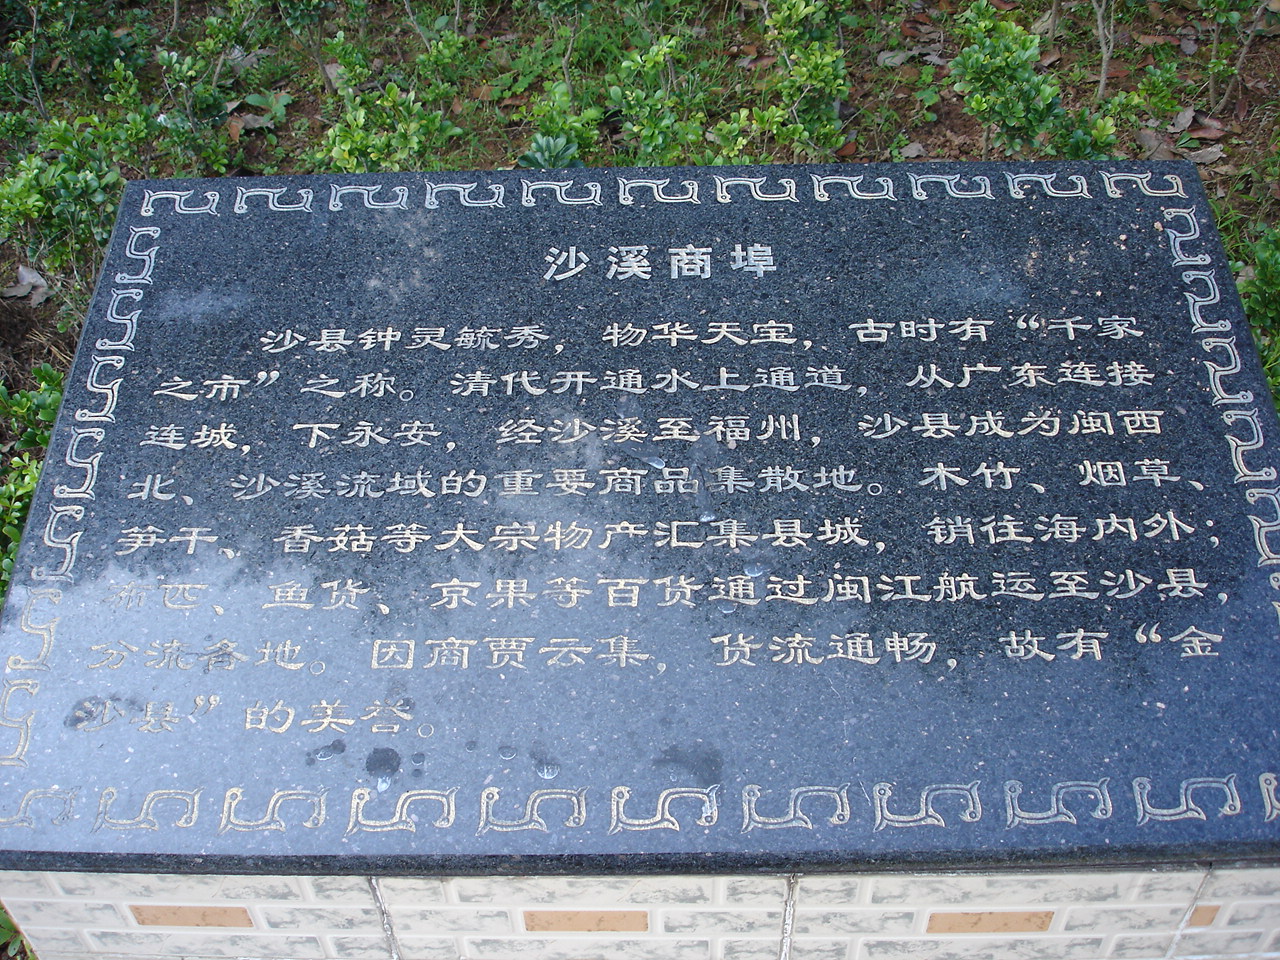 沙溪商埠
沙县钟灵毓秀，物华天宝，古时有“千家
之市”之称。清代开通水上通道，从广东连接
连城，下永安，经沙溪至福州，沙县成为闽西
北、沙溪流域的重要商品集散地。木竹、烟草、
笋干、香菇等大宗物产汇集县城，销往海内外；
布匹、鱼货、京果等百货通过闽江航运至沙县，
分流各地。因商贾云集，货流通畅，故有“金
沙县”的美誉。